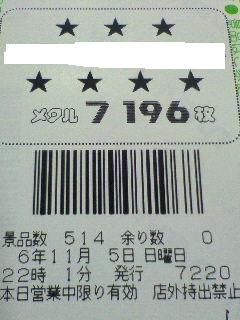 ★ ★ ★
★ ★ ★ ★
メダル 7196枚
景品数 514 余り数 0
6年11月 5日 日曜日
22時 1分 発行 7220
本日営業中限り有効 店外持出禁止